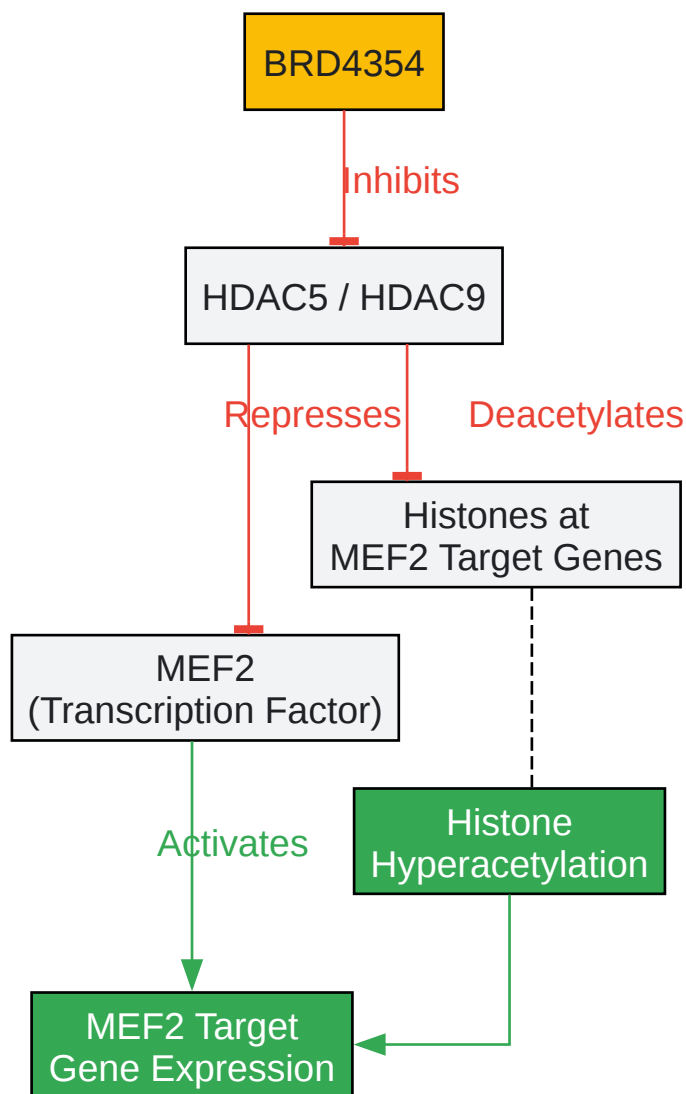 BRD4354
Inhibits
HDAC5 / HDAC9
Represses
Deacetylates
Histones at
MEF2 Target Genes
MEF2
(Transcription Factor)
Activates
Histone
Hyperacetylation
MEF2 Target
Gene Expression